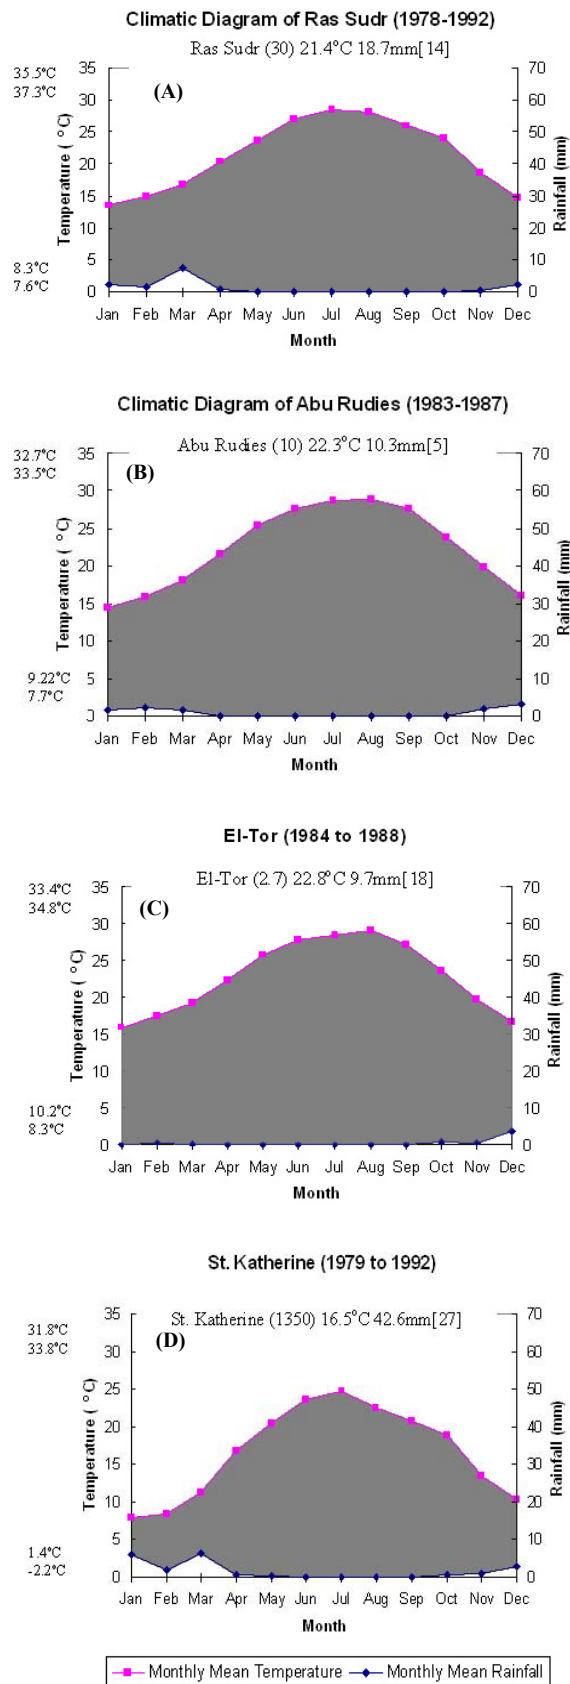 Climatic Diagram of Ras Sudr (1978-1992)
Ras Sudr (30) 21.4°C 18.7mm[14]
35.5°C
37.3°C
(A)
8.3°C
7.6°C
Temperature ( °C)
35
30
25
20
15
10
5
0
70
60
50
40
30
20
10
0
Rainfall (mm)
Jan Feb Mar Apr May Jun Jul Aug Sep Oct Nov Dec
Month
Climatic Diagram of Abu Rudies (1983-1987)
Abu Rudies (10) 22.3°C 10.3mm[5]
32.7°C
33.5°C
(B)
9.22°C
7.7°C
Temperature ( °C)
35
30
25
20
15
10
5
0
70
60
50
40
30
20
10
0
Rainfall (mm)
Jan Feb Mar Apr May Jun Jul Aug Sep Oct Nov Dec
Month
El-Tor (1984 to 1988)
El-Tor (2.7) 22.8°C 9.7mm[18]
33.4°C
34.8°C
(C)
10.2°C
8.3°C
Temperature ( °C)
35
30
25
20
15
10
5
0
70
60
50
40
30
20
10
0
Rainfall (mm)
Jan Feb Mar Apr May Jun Jul Aug Sep Oct Nov Dec
Month
St. Katherine (1979 to 1992)
St. Katherine (1350) 16.5°C 42.6mm[27]
31.8°C
33.8°C
(D)
1.4°C
-2.2°C
Temperature ( °C)
35
30
25
20
15
10
5
0
70
60
50
40
30
20
10
0
Rainfall (mm)
Jan Feb Mar Apr May Jun Jul Aug Sep Oct Nov Dec
Month
Monthly Mean Temperature Monthly Mean Rainfall